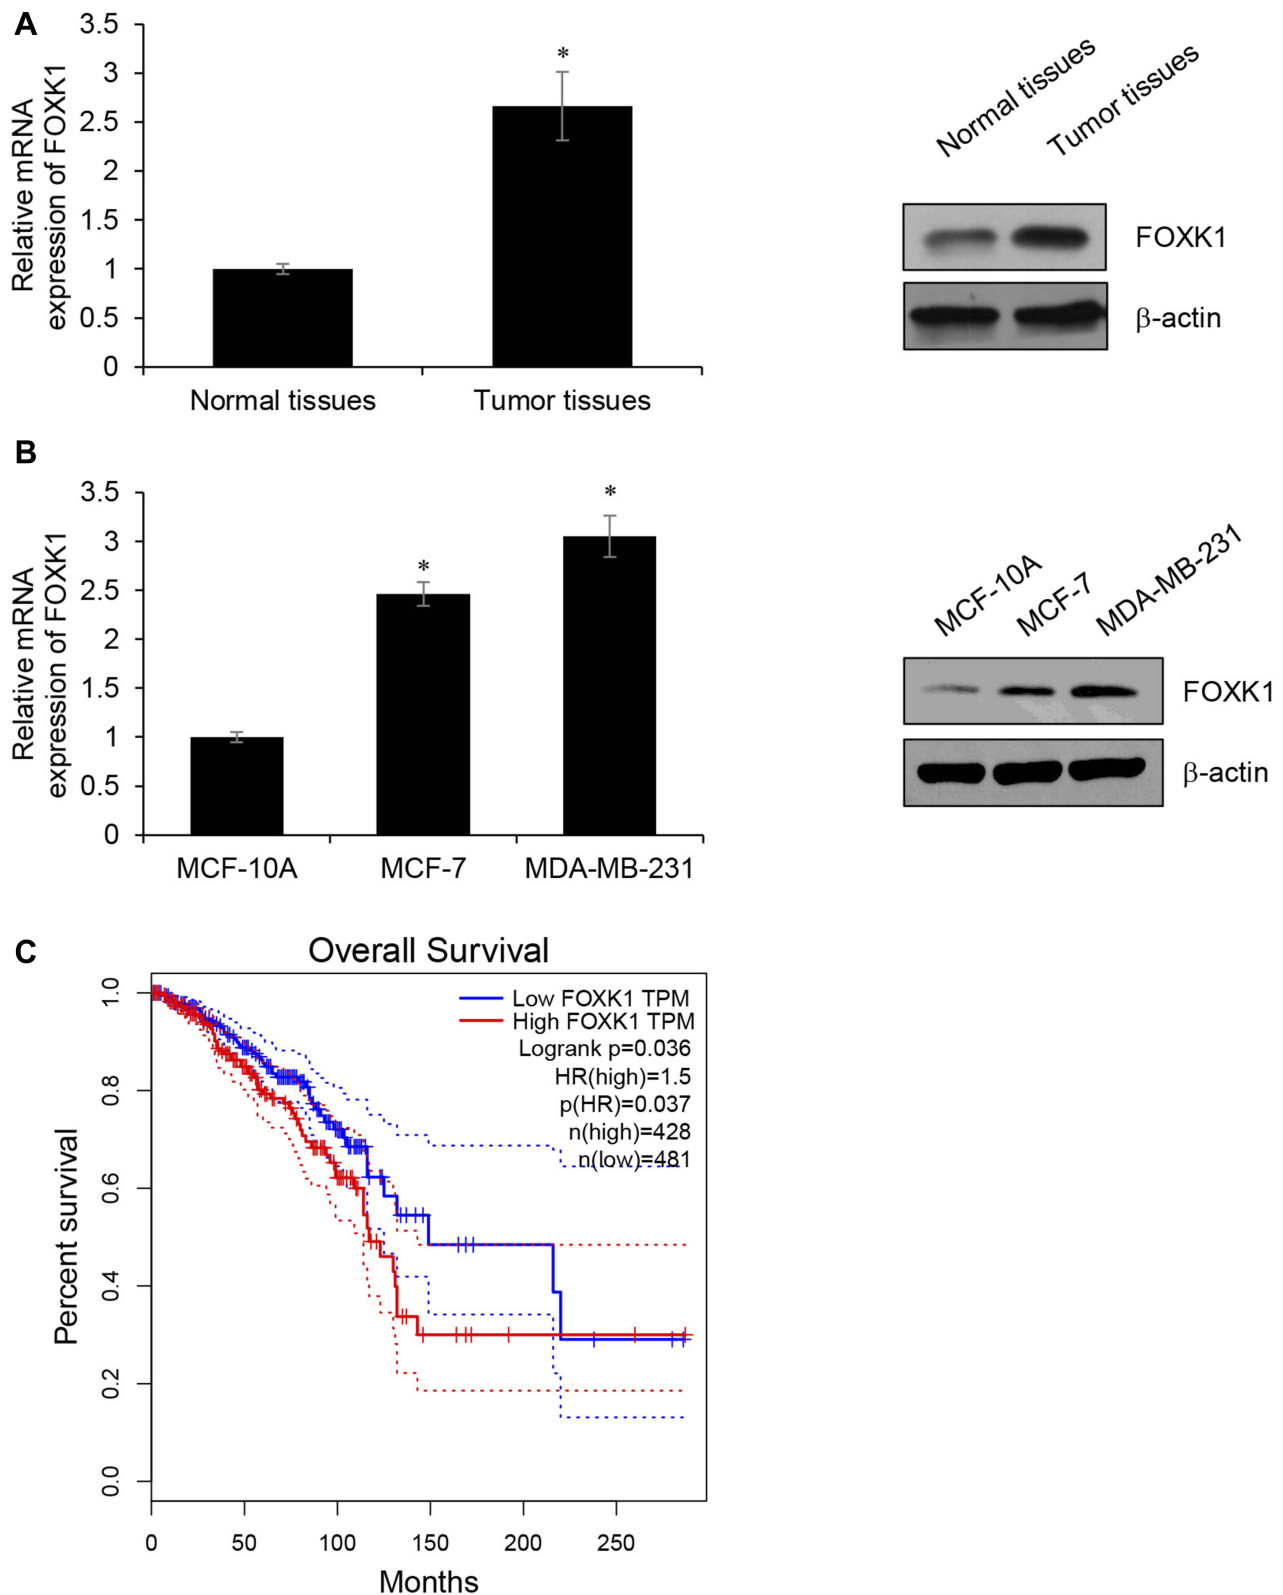 A
3.5
3
2.5
2
1.5
1
0.5
0
Relative mRNA
expression of FOXK1
*
Normal tissues
Tumor tissues
Normal tissues
Tumor tissues
FOXK1
β-actin
B
3.5
3
2.5
2
1.5
1
0.5
0
Relative mRNA
expression of FOXK1
*
*
MCF-10A
MCF-7
MDA-MB-231
MCF-10A
MCF-7
MDA-MB-231
FOXK1
β-actin
C
Overall Survival
Low FOXK1 TPM
High FOXK1 TPM
Logrank p=0.036
HR(high)=1.5
p(HR)=0.037
n(high)=428
n(low)=481
1.0
0.8
0.6
0.4
0.2
0.0
Percent survival
0
50
100
150
200
250
Months